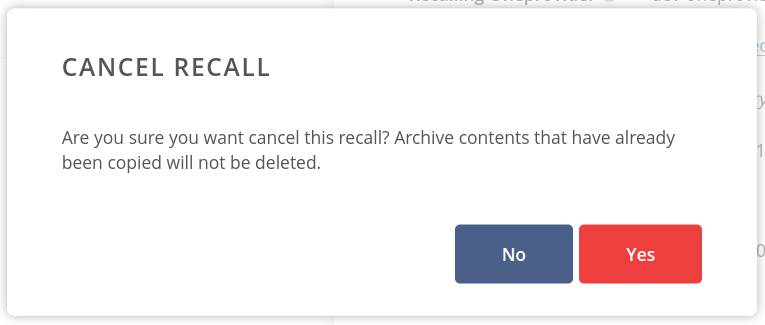 CANCEL RECALL
Are you sure you want cancel this recall? Archive contents that have already
been copied will not be deleted.
No
Yes